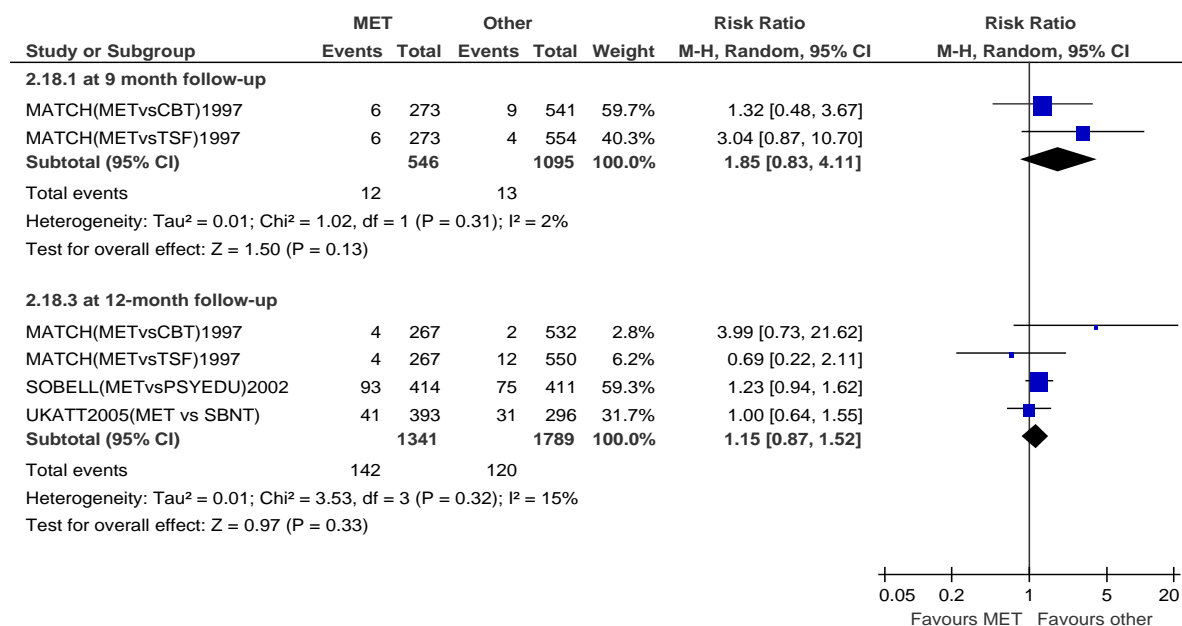 MET Other Risk Ratio Risk Ratio
Study or Subgroup Events Total Events Total Weight M-H, Random, 95% CI M-H, Random, 95% CI
2.18.1 at 9 month follow-up
MATCH(METvsCBT)1997 6 273 9 541 59.7% 1.32 [0.48, 3.67]
MATCH(METvsTSF)1997 6 273 4 554 40.3% 3.04 [0.87, 10.70]
Subtotal (95% CI) 546 1095 100.0% 1.85 [0.83, 4.11]
Total events 12 13
Heterogeneity: Tau² = 0.01; Chi² = 1.02, df = 1 (P = 0.31); I² = 2%
Test for overall effect: Z = 1.50 (P = 0.13)
2.18.3 at 12-month follow-up
MATCH(METvsCBT)1997 4 267 2 532 2.8% 3.99 [0.73, 21.62]
MATCH(METvsTSF)1997 4 267 12 550 6.2% 0.69 [0.22, 2.11]
SOBELL(METvsPSYEDU)2002 93 414 75 411 59.3% 1.23 [0.94, 1.62]
UKATT2005(MET vs SBNT) 41 393 31 296 31.7% 1.00 [0.64, 1.55]
Subtotal (95% CI) 1341 1789 100.0% 1.15 [0.87, 1.52]
Total events 142 120
Heterogeneity: Tau² = 0.01; Chi² = 3.53, df = 3 (P = 0.32); I² = 15%
Test for overall effect: Z = 0.97 (P = 0.33)
0.05 0.2 1 5 20
Favours MET Favours other